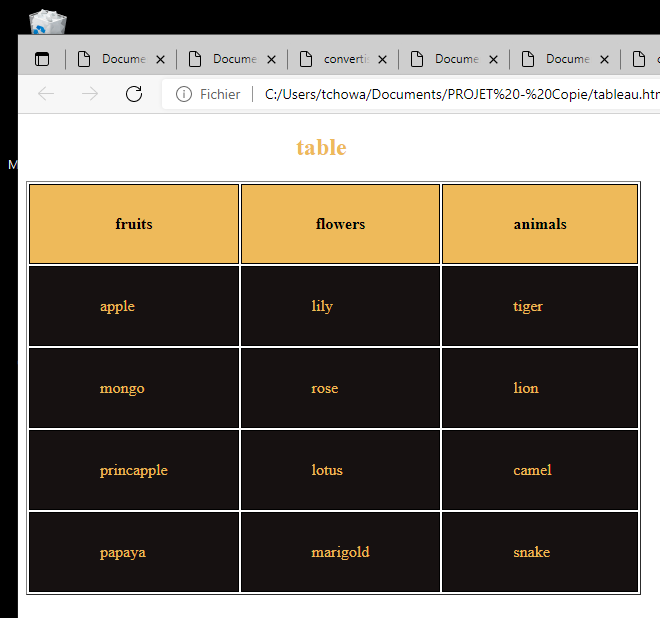 Docume Docume converti Docume Docume
Fichier C:/Users/tchowa/Documents/PROJET%20-%20Copie/tableau.htm
M
table
fruits flowers animals
apple lily tiger
mongo rose lion
princapple lotus camel
papaya marigold snake